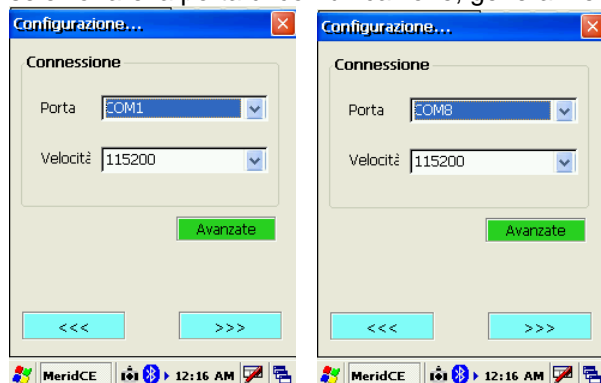 Configurazione...
Connessione
Porta COM1
Velocità 115200
Avanzate
<<< >>>
MeridCE 12:16 AM
Configurazione...
Connessione
Porta COM8
Velocità 115200
Avanzate
<<< >>>
MeridCE 12:16 AM